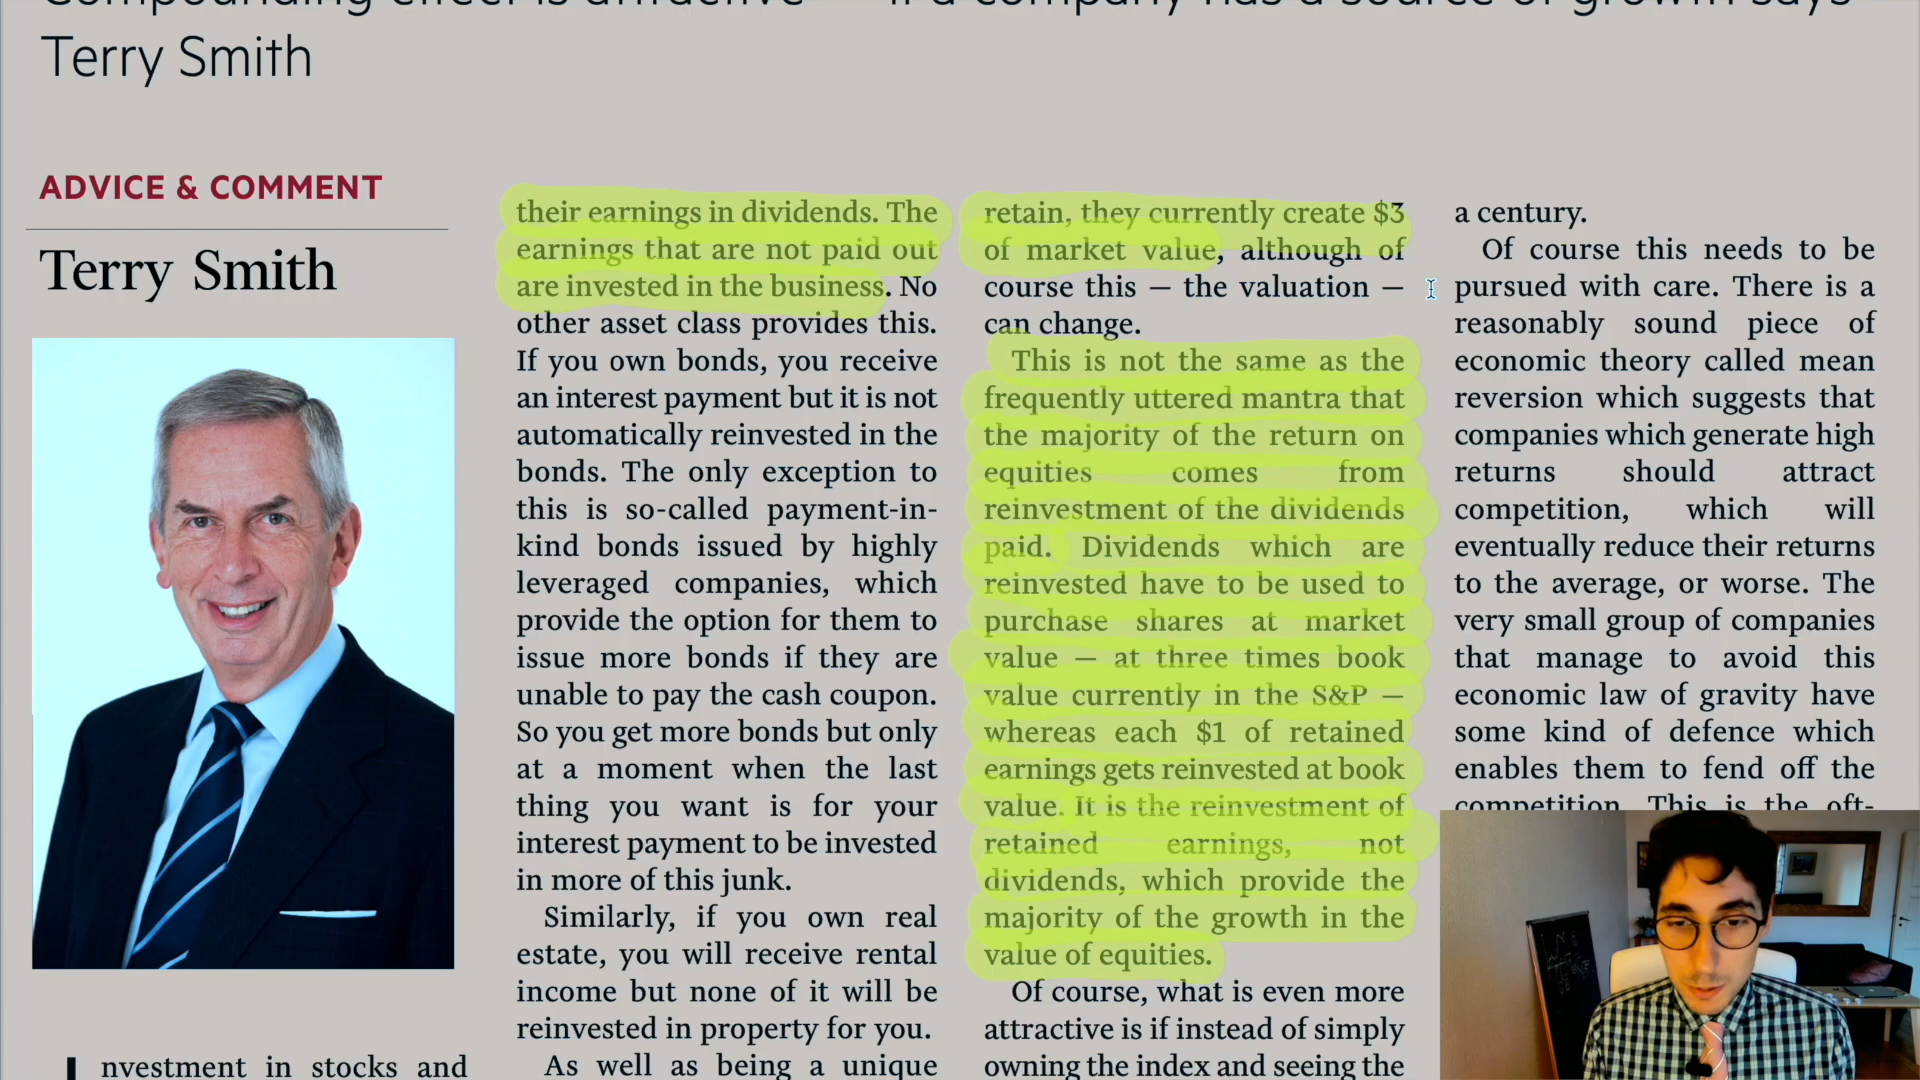 Compounding effect is attractive — if a company has a source of growth says
Terry Smith
ADVICE & COMMENT
Terry Smith
nvestment in stocks and
their earnings in dividends. The
earnings that are not paid out
are invested in the business. No
other asset class provides this.
If you own bonds, you receive
an interest payment but it is not
automatically reinvested in the
bonds. The only exception to
this is so-called payment-in-
kind bonds issued by highly
leveraged companies, which
provide the option for them to
issue more bonds if they are
unable to pay the cash coupon.
So you get more bonds but only
at a moment when the last
thing you want is for your
interest payment to be invested
in more of this junk.
Similarly, if you own real
estate, you will receive rental
income but none of it will be
reinvested in property for you.
As well as being a unique
retain, they currently create $3
of market value, although of
course this — the valuation —
can change.
This is not the same as the
frequently uttered mantra that
the majority of the return on
equities comes from
reinvestment of the dividends
paid. Dividends which are
reinvested have to be used to
purchase shares at market
value — at three times book
value currently in the S&P —
whereas each $1 of retained
earnings gets reinvested at book
value. It is the reinvestment of
retained earnings, not
dividends, which provide the
majority of the growth in the
value of equities.
Of course, what is even more
attractive is if instead of simply
owning the index and seeing the
a century.
Of course this needs to be
pursued with care. There is a
reasonably sound piece of
economic theory called mean
reversion which suggests that
companies which generate high
returns should attract
competition, which will
eventually reduce their returns
to the average, or worse. The
very small group of companies
that manage to avoid this
economic law of gravity have
some kind of defence which
enables them to fend off the
competition. This is the oft-